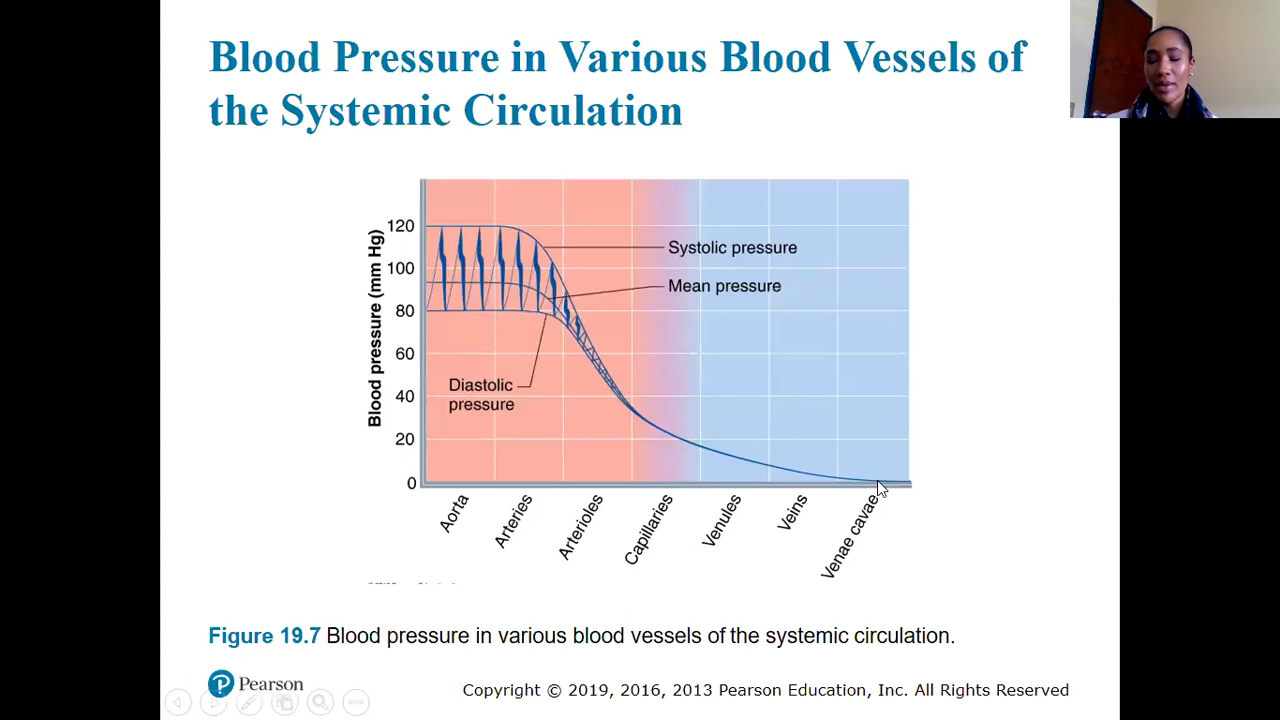 Blood Pressure in Various Blood Vessels of
the Systemic Circulation
Blood pressure (mm Hg)
120
100
80
60
40
20
0
Systolic pressure
Mean pressure
Diastolic
pressure
Aorta
Arteries
Arterioles
Capillaries
Venules
Veins
Venae cavae
Figure 19.7 Blood pressure in various blood vessels of the systemic circulation.
Pearson
Copyright © 2019, 2016, 2013 Pearson Education, Inc. All Rights Reserved